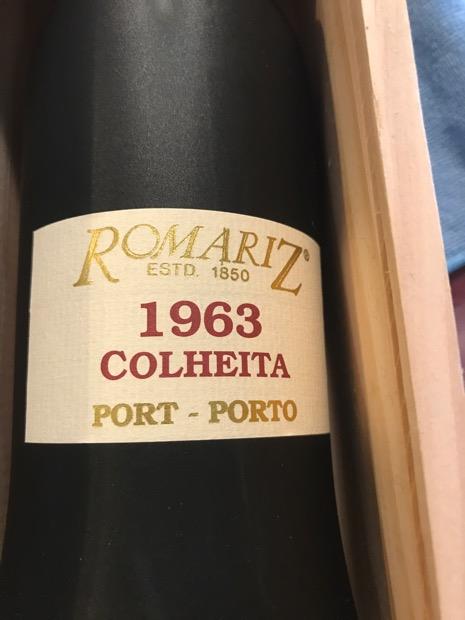 ROMARIZ®
ESTD. 1850
1963
COLHEITA
PORT - PORTO